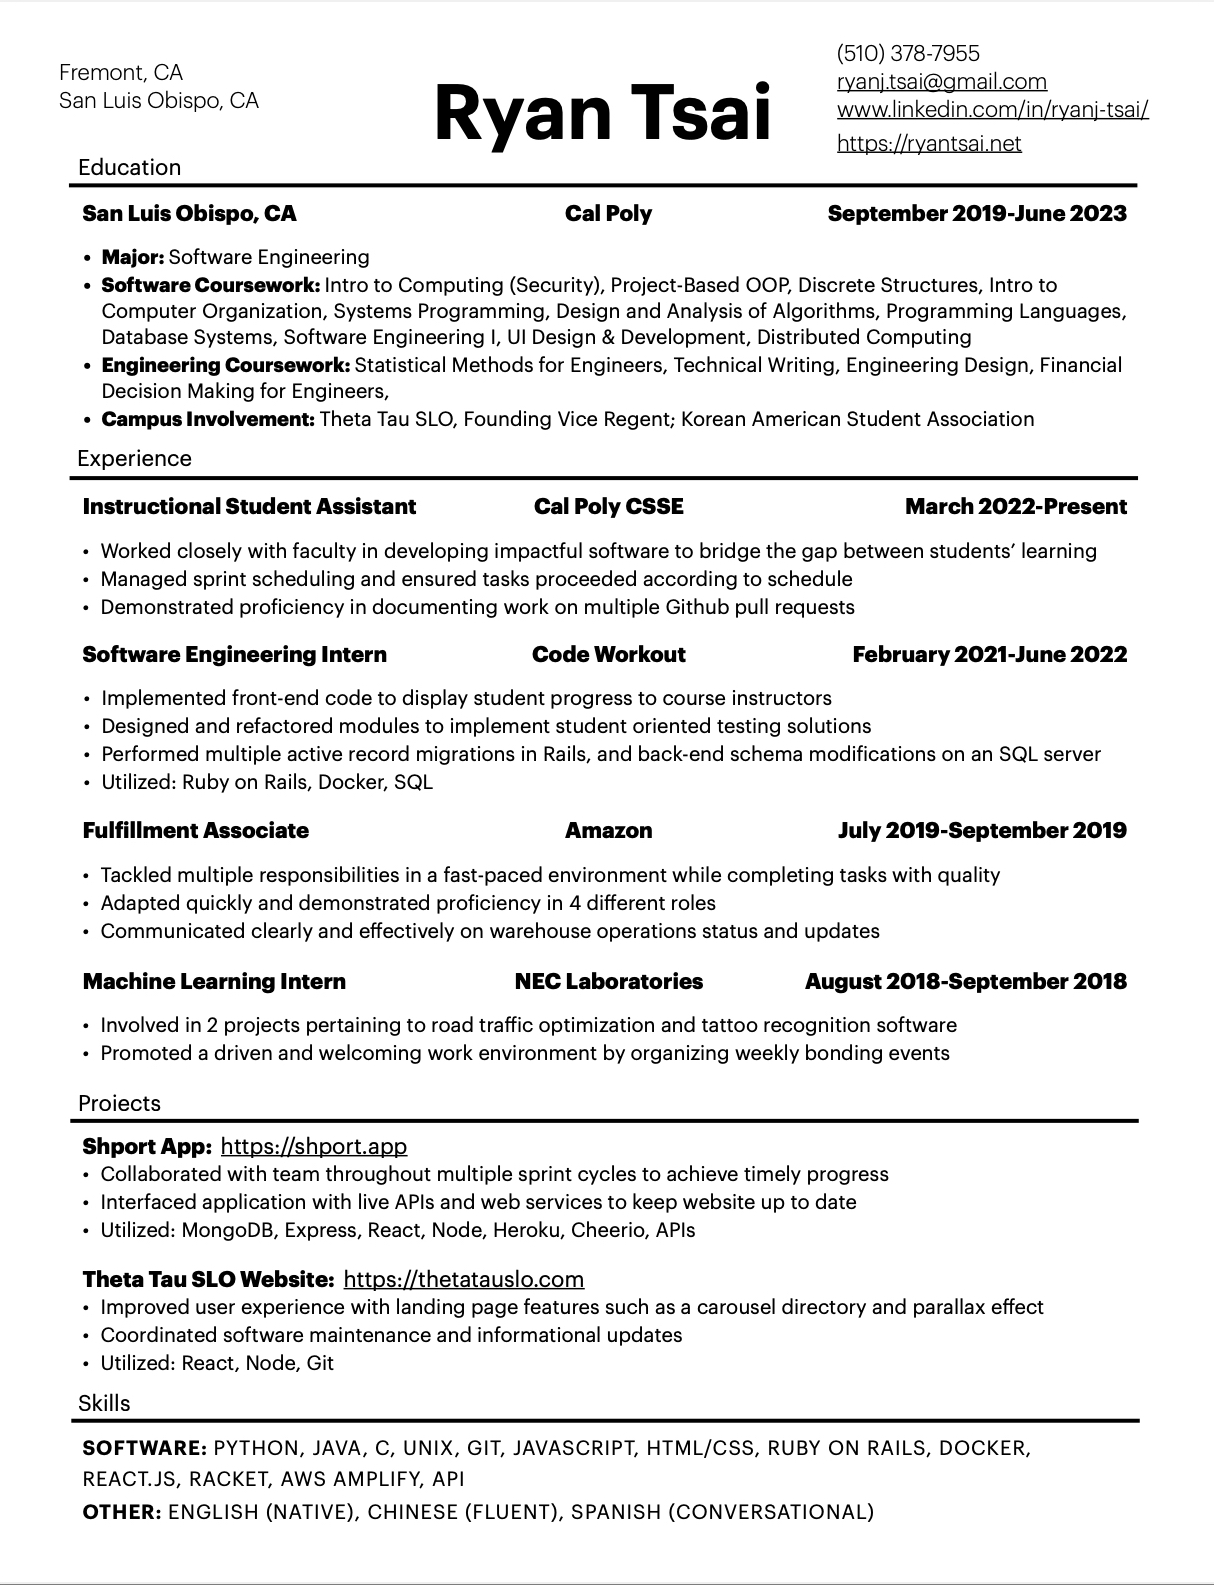 Fremont, CA
San Luis Obispo, CA
Ryan Tsai
(510) 378-7955
ryanj.tsai@gmail.com
www.linkedin.com/in/ryanj-tsai/
https://ryantsai.net
Education
San Luis Obispo, CA Cal Poly September 2019-June 2023
• Major: Software Engineering
• Software Coursework: Intro to Computing (Security), Project-Based OOP, Discrete Structures, Intro to
Computer Organization, Systems Programming, Design and Analysis of Algorithms, Programming Languages,
Database Systems, Software Engineering I, UI Design & Development, Distributed Computing
• Engineering Coursework: Statistical Methods for Engineers, Technical Writing, Engineering Design, Financial
Decision Making for Engineers,
• Campus Involvement: Theta Tau SLO, Founding Vice Regent; Korean American Student Association
Experience
Instructional Student Assistant Cal Poly CSSE March 2022-Present
• Worked closely with faculty in developing impactful software to bridge the gap between students’ learning
• Managed sprint scheduling and ensured tasks proceeded according to schedule
• Demonstrated proficiency in documenting work on multiple Github pull requests
Software Engineering Intern Code Workout February 2021-June 2022
• Implemented front-end code to display student progress to course instructors
• Designed and refactored modules to implement student oriented testing solutions
• Performed multiple active record migrations in Rails, and back-end schema modifications on an SQL server
• Utilized: Ruby on Rails, Docker, SQL
Fulfillment Associate Amazon July 2019-September 2019
• Tackled multiple responsibilities in a fast-paced environment while completing tasks with quality
• Adapted quickly and demonstrated proficiency in 4 different roles
• Communicated clearly and effectively on warehouse operations status and updates
Machine Learning Intern NEC Laboratories August 2018-September 2018
• Involved in 2 projects pertaining to road traffic optimization and tattoo recognition software
• Promoted a driven and welcoming work environment by organizing weekly bonding events
Projects
Shport App: https://shport.app
• Collaborated with team throughout multiple sprint cycles to achieve timely progress
• Interfaced application with live APIs and web services to keep website up to date
• Utilized: MongoDB, Express, React, Node, Heroku, Cheerio, APIs
Theta Tau SLO Website: https://thetatauslo.com
• Improved user experience with landing page features such as a carousel directory and parallax effect
• Coordinated software maintenance and informational updates
• Utilized: React, Node, Git
Skills
SOFTWARE: PYTHON, JAVA, C, UNIX, GIT, JAVASCRIPT, HTML/CSS, RUBY ON RAILS, DOCKER,
REACT.JS, RACKET, AWS AMPLIFY, API
OTHER: ENGLISH (NATIVE), CHINESE (FLUENT), SPANISH (CONVERSATIONAL)